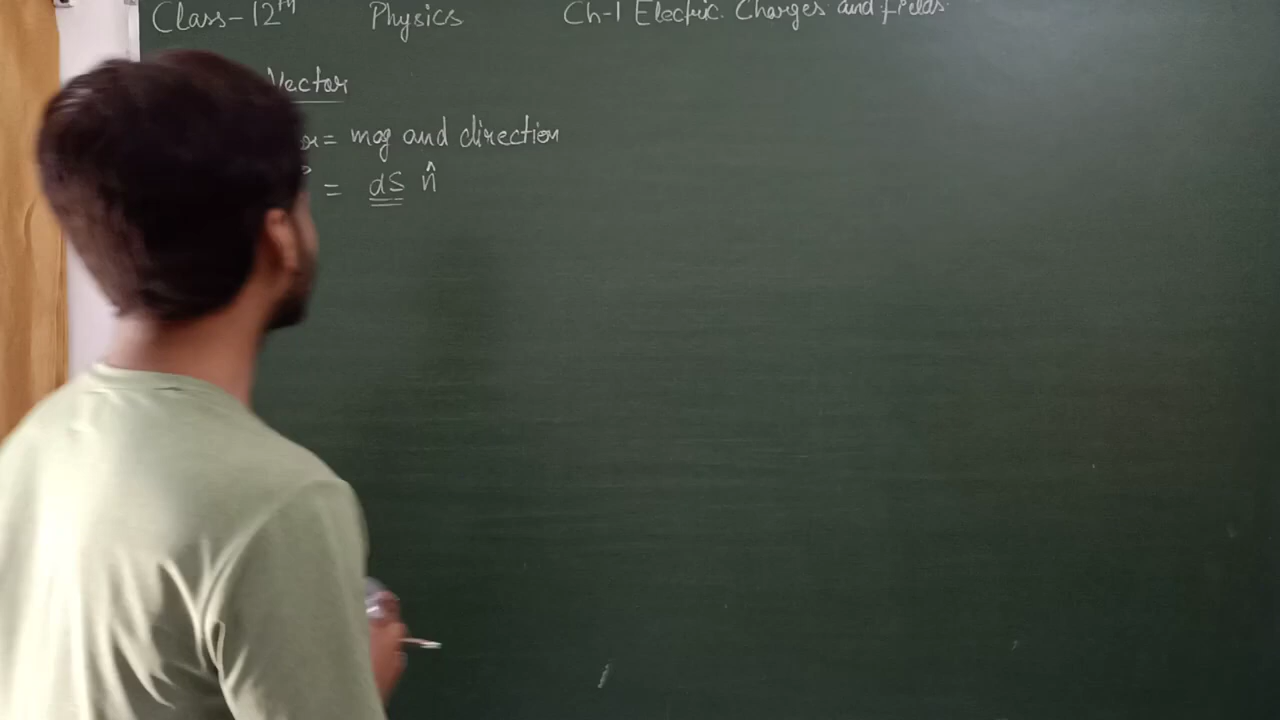 Class-12th Physics Ch-1 Electric Charges and fields.
Vector
= mag and direction
= dS n̂